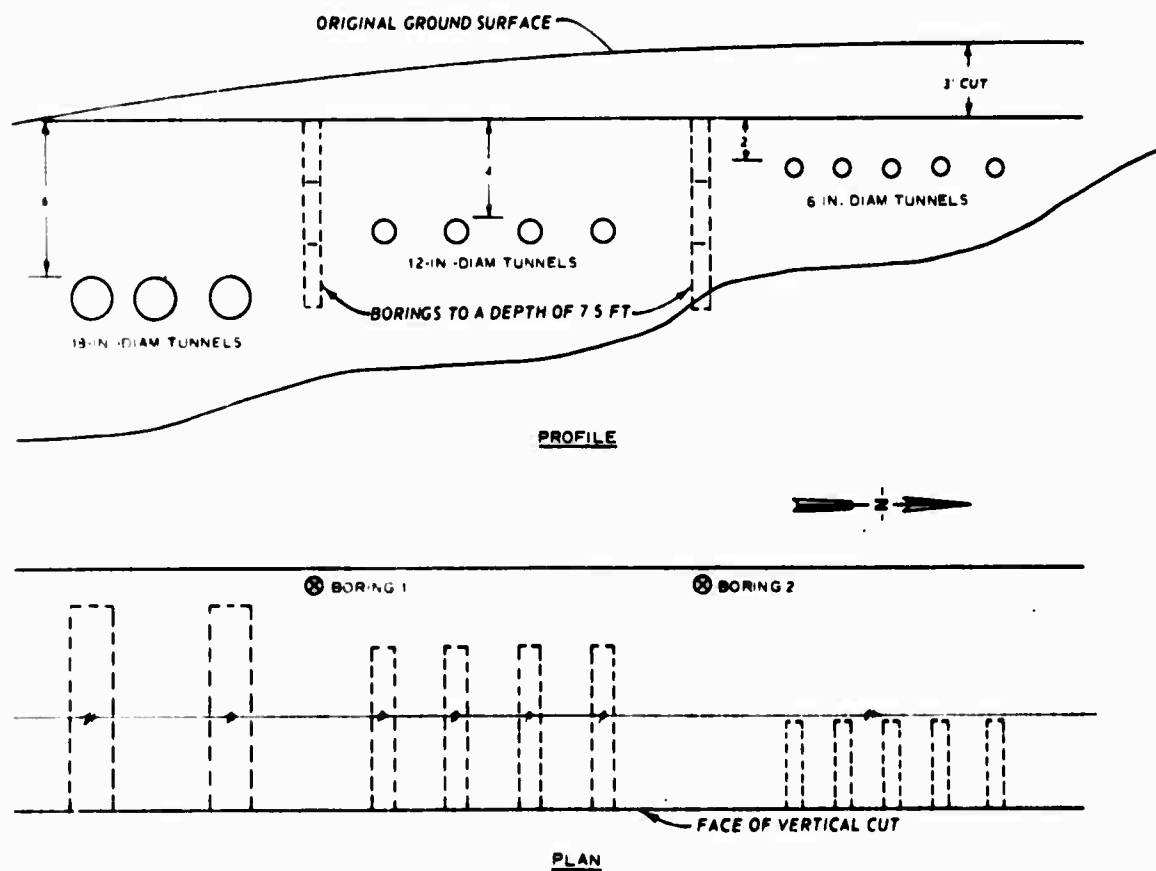 ORIGINAL GROUND SURFACE
3' CUT
6
4
2
6 IN. DIAM TUNNELS
12-IN.-DIAM TUNNELS
BORINGS TO A DEPTH OF 7 5 FT
18-IN.-DIAM TUNNELS
PROFILE
N
BORING 1
BORING 2
FACE OF VERTICAL CUT
PLAN